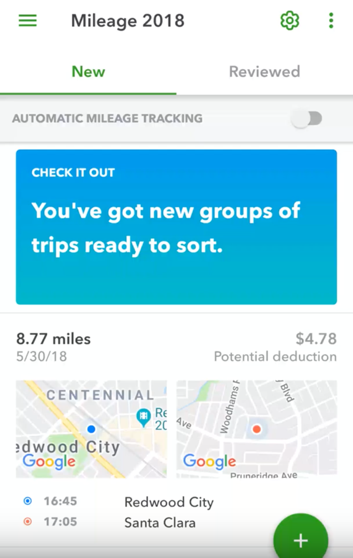 Mileage 2018
New
Reviewed
AUTOMATIC MILEAGE TRACKING
CHECK IT OUT
You've got new groups of
trips ready to sort.
8.77 miles
$4.78
5/30/18
Potential deduction
CENTENNIAL
Re
20
edwood City
Google
Woodhams R
y Blvd
Ave
Google
Pruneridge Ave
16:45
Redwood City
17:05
Santa Clara